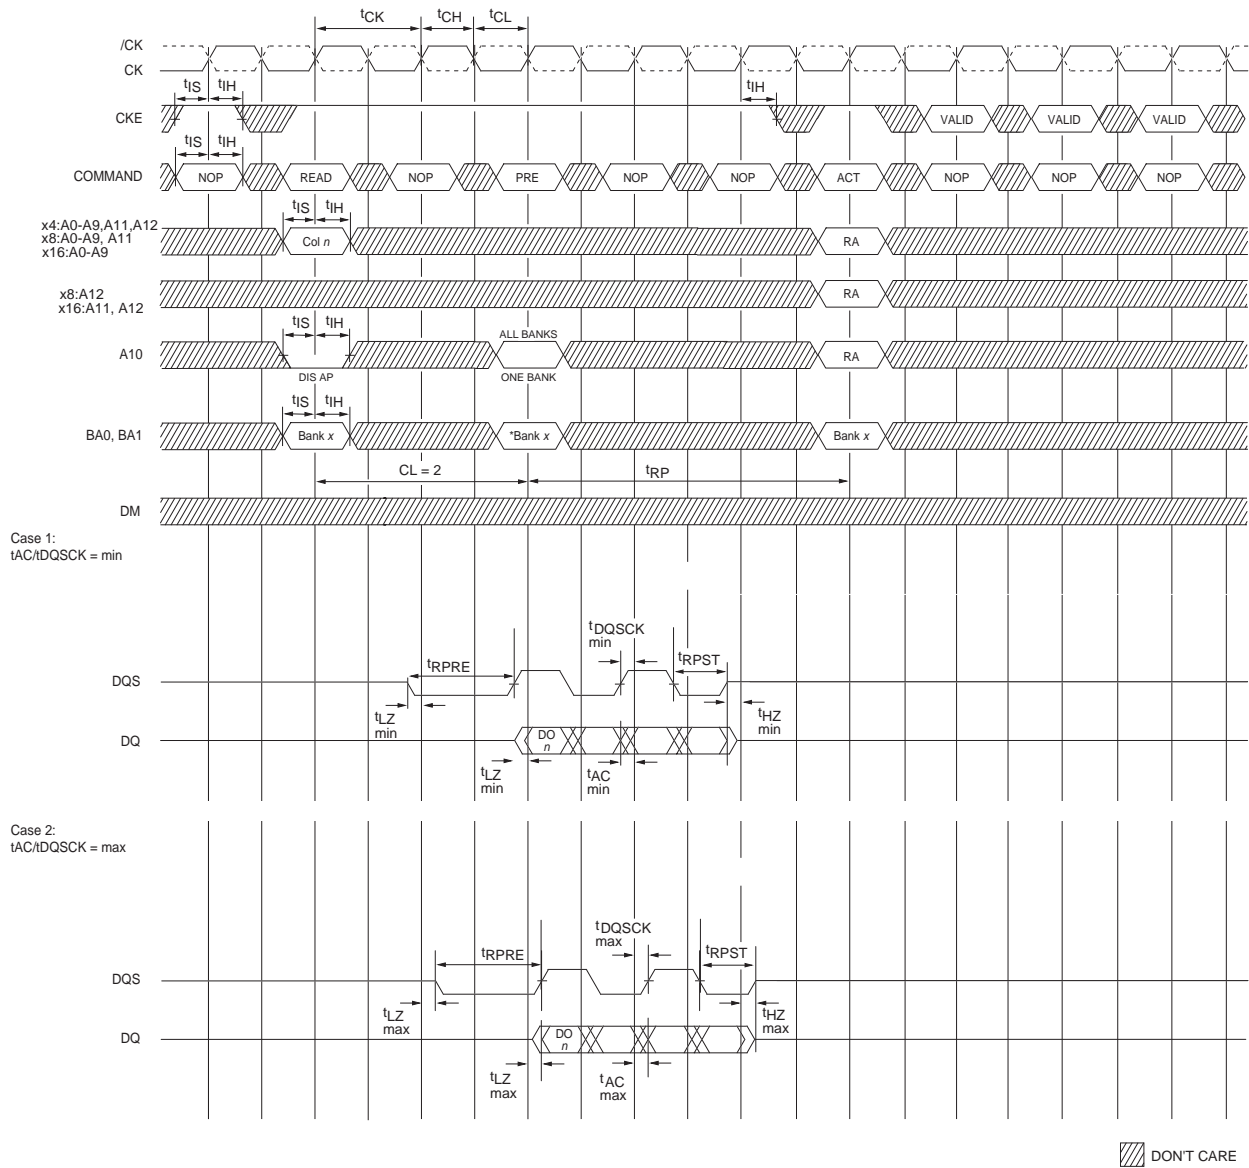 tCK tCH tCL
/CK
CK
tIS tIH tIH
CKE VALID VALID VALID
tIS tIH
COMMAND NOP READ NOP PRE NOP NOP ACT NOP NOP NOP
tIS tIH
x4:A0-A9,A11,A12
x8:A0-A9, A11
x16:A0-A9
Col n RA
x8:A12
x16:A11, A12
RA
tIS tIH ALL BANKS
A10 RA
DIS AP ONE BANK
tIS tIH
BA0, BA1 Bank x *Bank x Bank x
CL = 2 tRP
DM
Case 1:
tAC/tDQSCK = min
tDQSCK
min
tRPRE tRPST
DQS
tLZ
min
tHZ
min
DQ DO
n
tLZ
min
tAC
min
Case 2:
tAC/tDQSCK = max
tDQSCK
max
tRPRE tRPST
DQS
tLZ
max
tHZ
max
DQ DO
n
tLZ
max
tAC
max
DON'T CARE